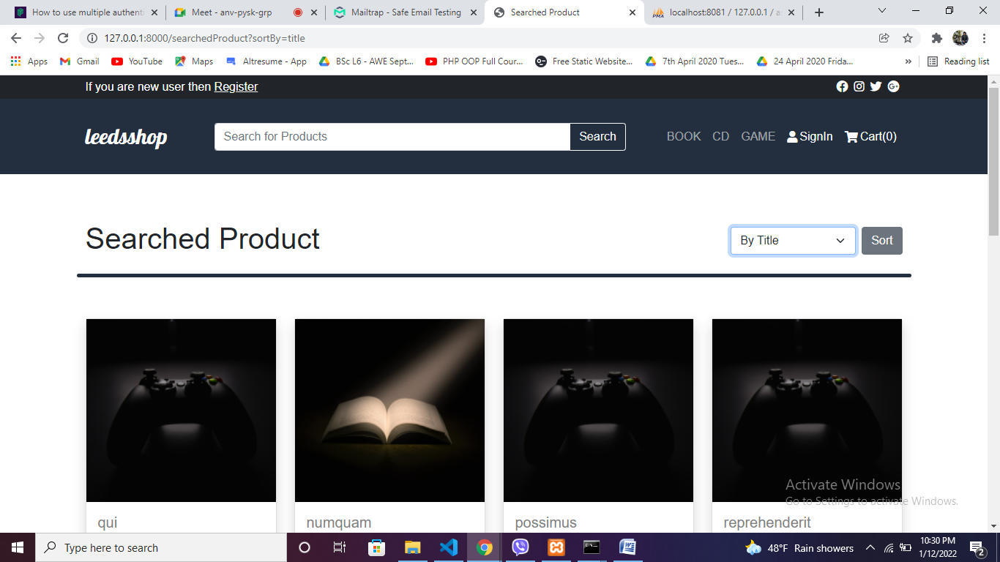 How to use multiple authenti
Meet - anv-pysk-grp
Mailtrap - Safe Email Testing
Searched Product
PMA
localhost:8081 / 127.0.0.1 / a
127.0.0.1:8000/searchedProduct?sortBy=title
Apps
Gmail
YouTube
Maps
Altresume - App
BSc L6 - AWE Sept...
PHP OOP Full Cour...
Free Static Website...
7th April 2020 Tues...
24 April 2020 Frida...
»
Reading list
If you are new user then Register
leedsshop
Search for Products
Search
BOOK
CD
GAME
SignIn
Cart(0)
Searched Product
By Title
Sort
qui
numquam
possimus
reprehenderit
Activate Windows
Go to Settings to activate Windows.
Type here to search
48°F Rain showers
10:30 PM
1/12/2022
2